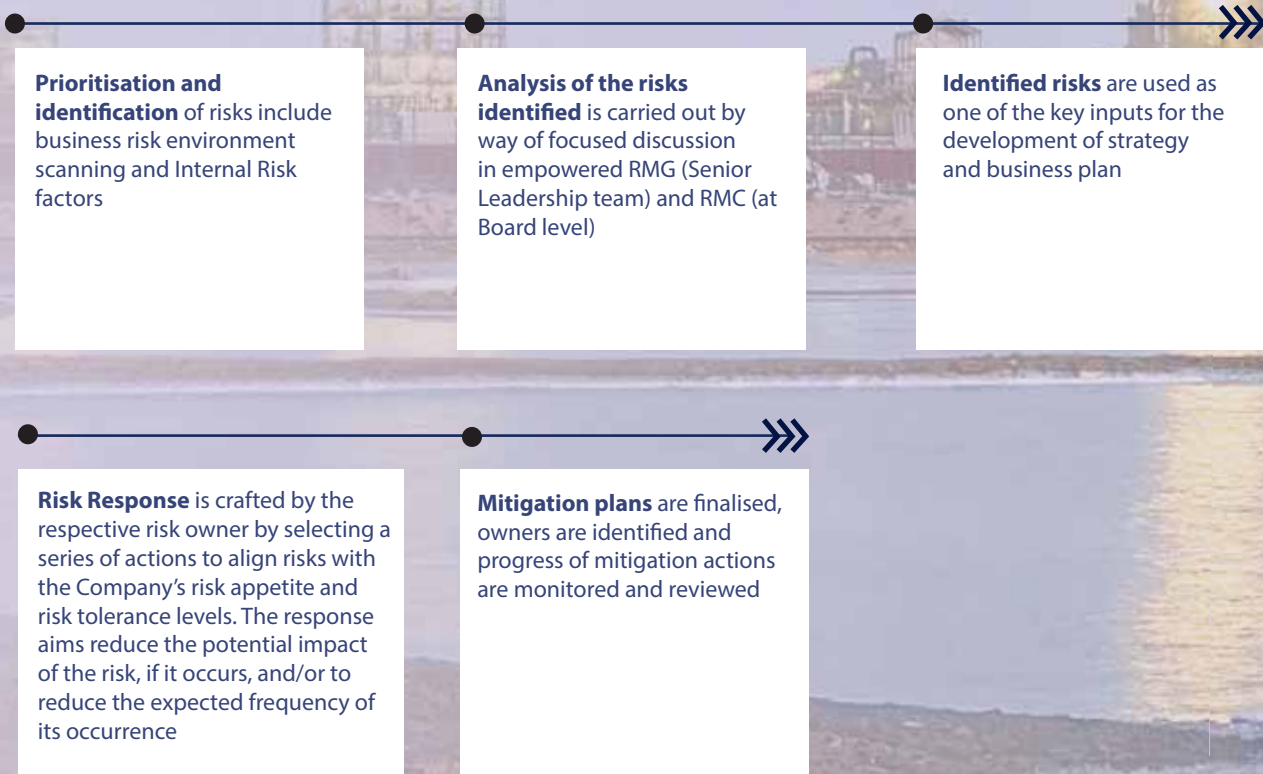 Prioritisation and
identification of risks include
business risk environment
scanning and Internal Risk
factors
Analysis of the risks
identified is carried out by
way of focused discussion
in empowered RMG (Senior
Leadership team) and RMC (at
Board level)
Identified risks are used as
one of the key inputs for the
development of strategy
and business plan
Risk Response is crafted by the
respective risk owner by selecting a
series of actions to align risks with
the Company’s risk appetite and
risk tolerance levels. The response
aims reduce the potential impact
of the risk, if it occurs, and/or to
reduce the expected frequency of
its occurrence
Mitigation plans are finalised,
owners are identified and
progress of mitigation actions
are monitored and reviewed